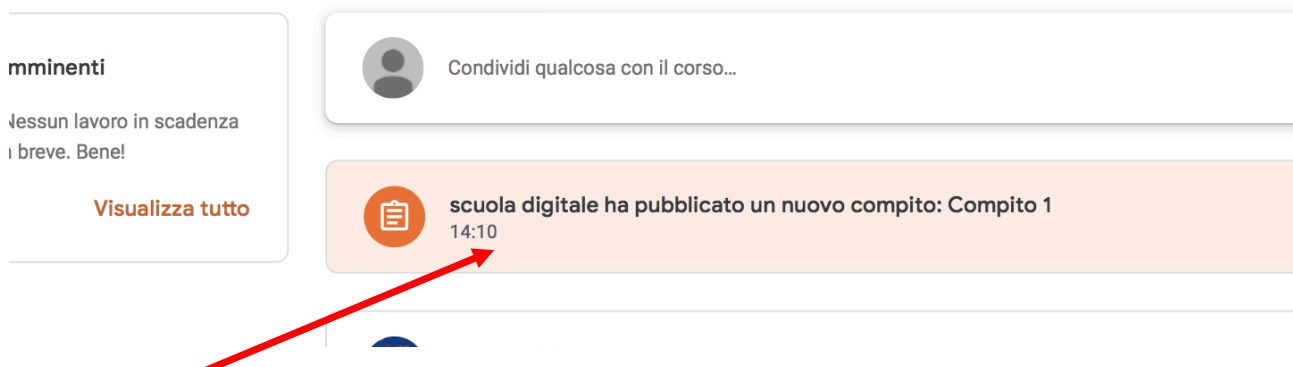 mminenti
Nessun lavoro in scadenza
breve. Bene!
Visualizza tutto
Condividi qualcosa con il corso…
scuola digitale ha pubblicato un nuovo compito: Compito 1
14:10